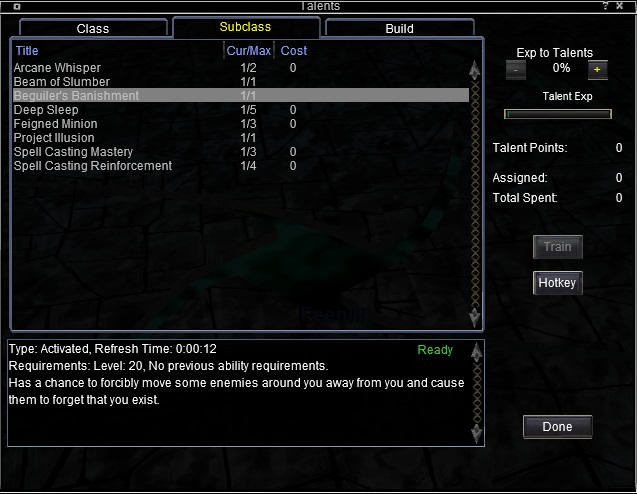 Talents
Class Subclass Build
Title Cur/Max Cost
Arcane Whisper 1/2 0
Beam of Slumber 1/1
Beguiler's Banishment 1/1
Deep Sleep 1/5 0
Feigned Minion 1/3 0
Project Illusion 1/1
Spell Casting Mastery 1/3 0
Spell Casting Reinforcement 1/4 0
Exp to Talents
- 0% +
Talent Exp
Talent Points: 0
Assigned: 0
Total Spent: 0
Train
Hotkey
Type: Activated, Refresh Time: 0:00:12 Ready
Requirements: Level: 20, No previous ability requirements.
Has a chance to forcibly move some enemies around you away from you and cause
them to forget that you exist.
Done